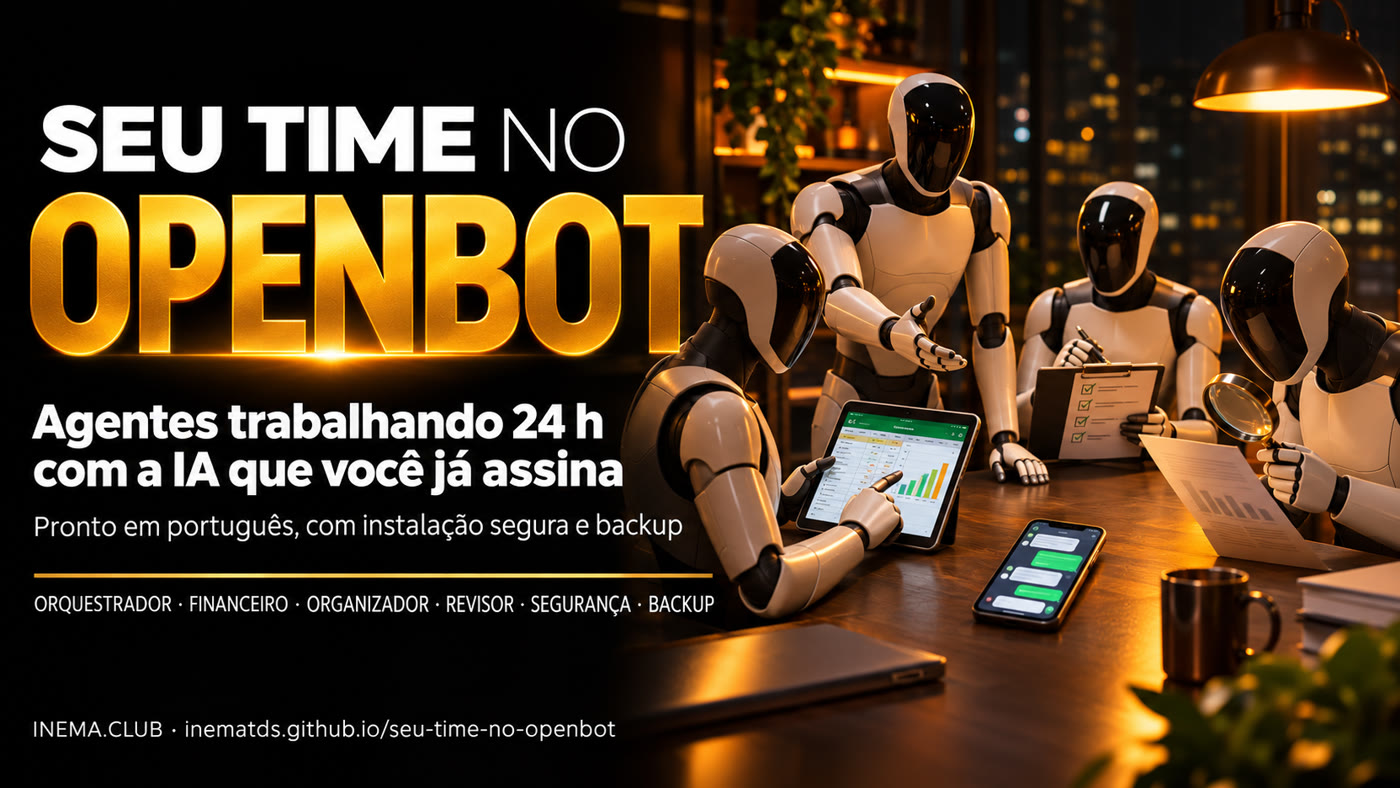 SEU TIME NO
OPENBOT
Agentes trabalhando 24 h
com a IA que você já assina
Pronto em português, com instalação segura e backup
ORQUESTRADOR · FINANCEIRO · ORGANIZADOR · REVISOR · SEGURANÇA · BACKUP
INEMA.CLUB · inematds.github.io/seu-time-no-openbot